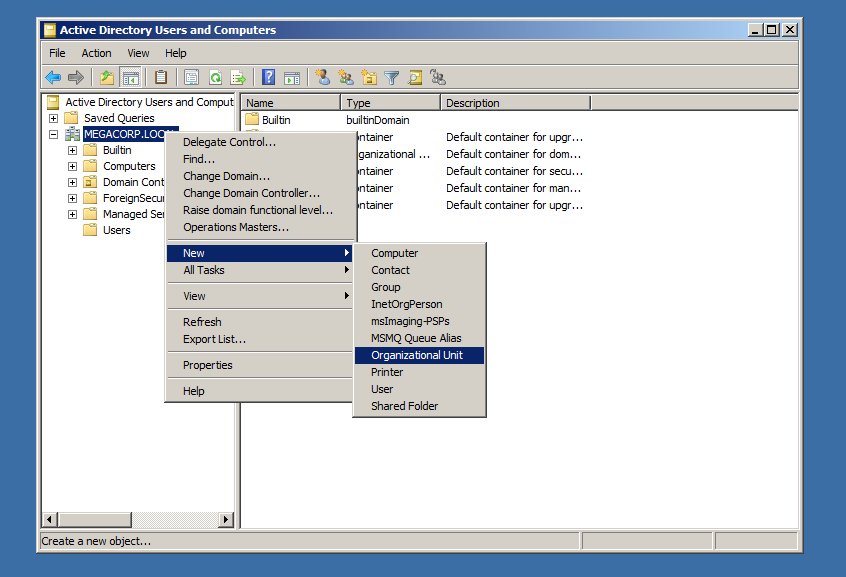 Active Directory Users and Computers
File Action View Help
Active Directory Users and Comput
Saved Queries
MEGACORP.LOCAL
Builtin
Computers
Domain Cont
ForeignSecur
Managed Ser
Users
Name Type Description
Builtin builtinDomain
ontainer Default container for upgr...
rganizational ... Default container for dom...
ontainer Default container for secu...
ontainer Default container for man...
ontainer Default container for upgr...
Delegate Control...
Find...
Change Domain...
Change Domain Controller...
Raise domain functional level...
Operations Masters...
New
All Tasks
View
Refresh
Export List...
Properties
Help
Computer
Contact
Group
InetOrgPerson
msImaging-PSPs
MSMQ Queue Alias
Organizational Unit
Printer
User
Shared Folder
Create a new object...